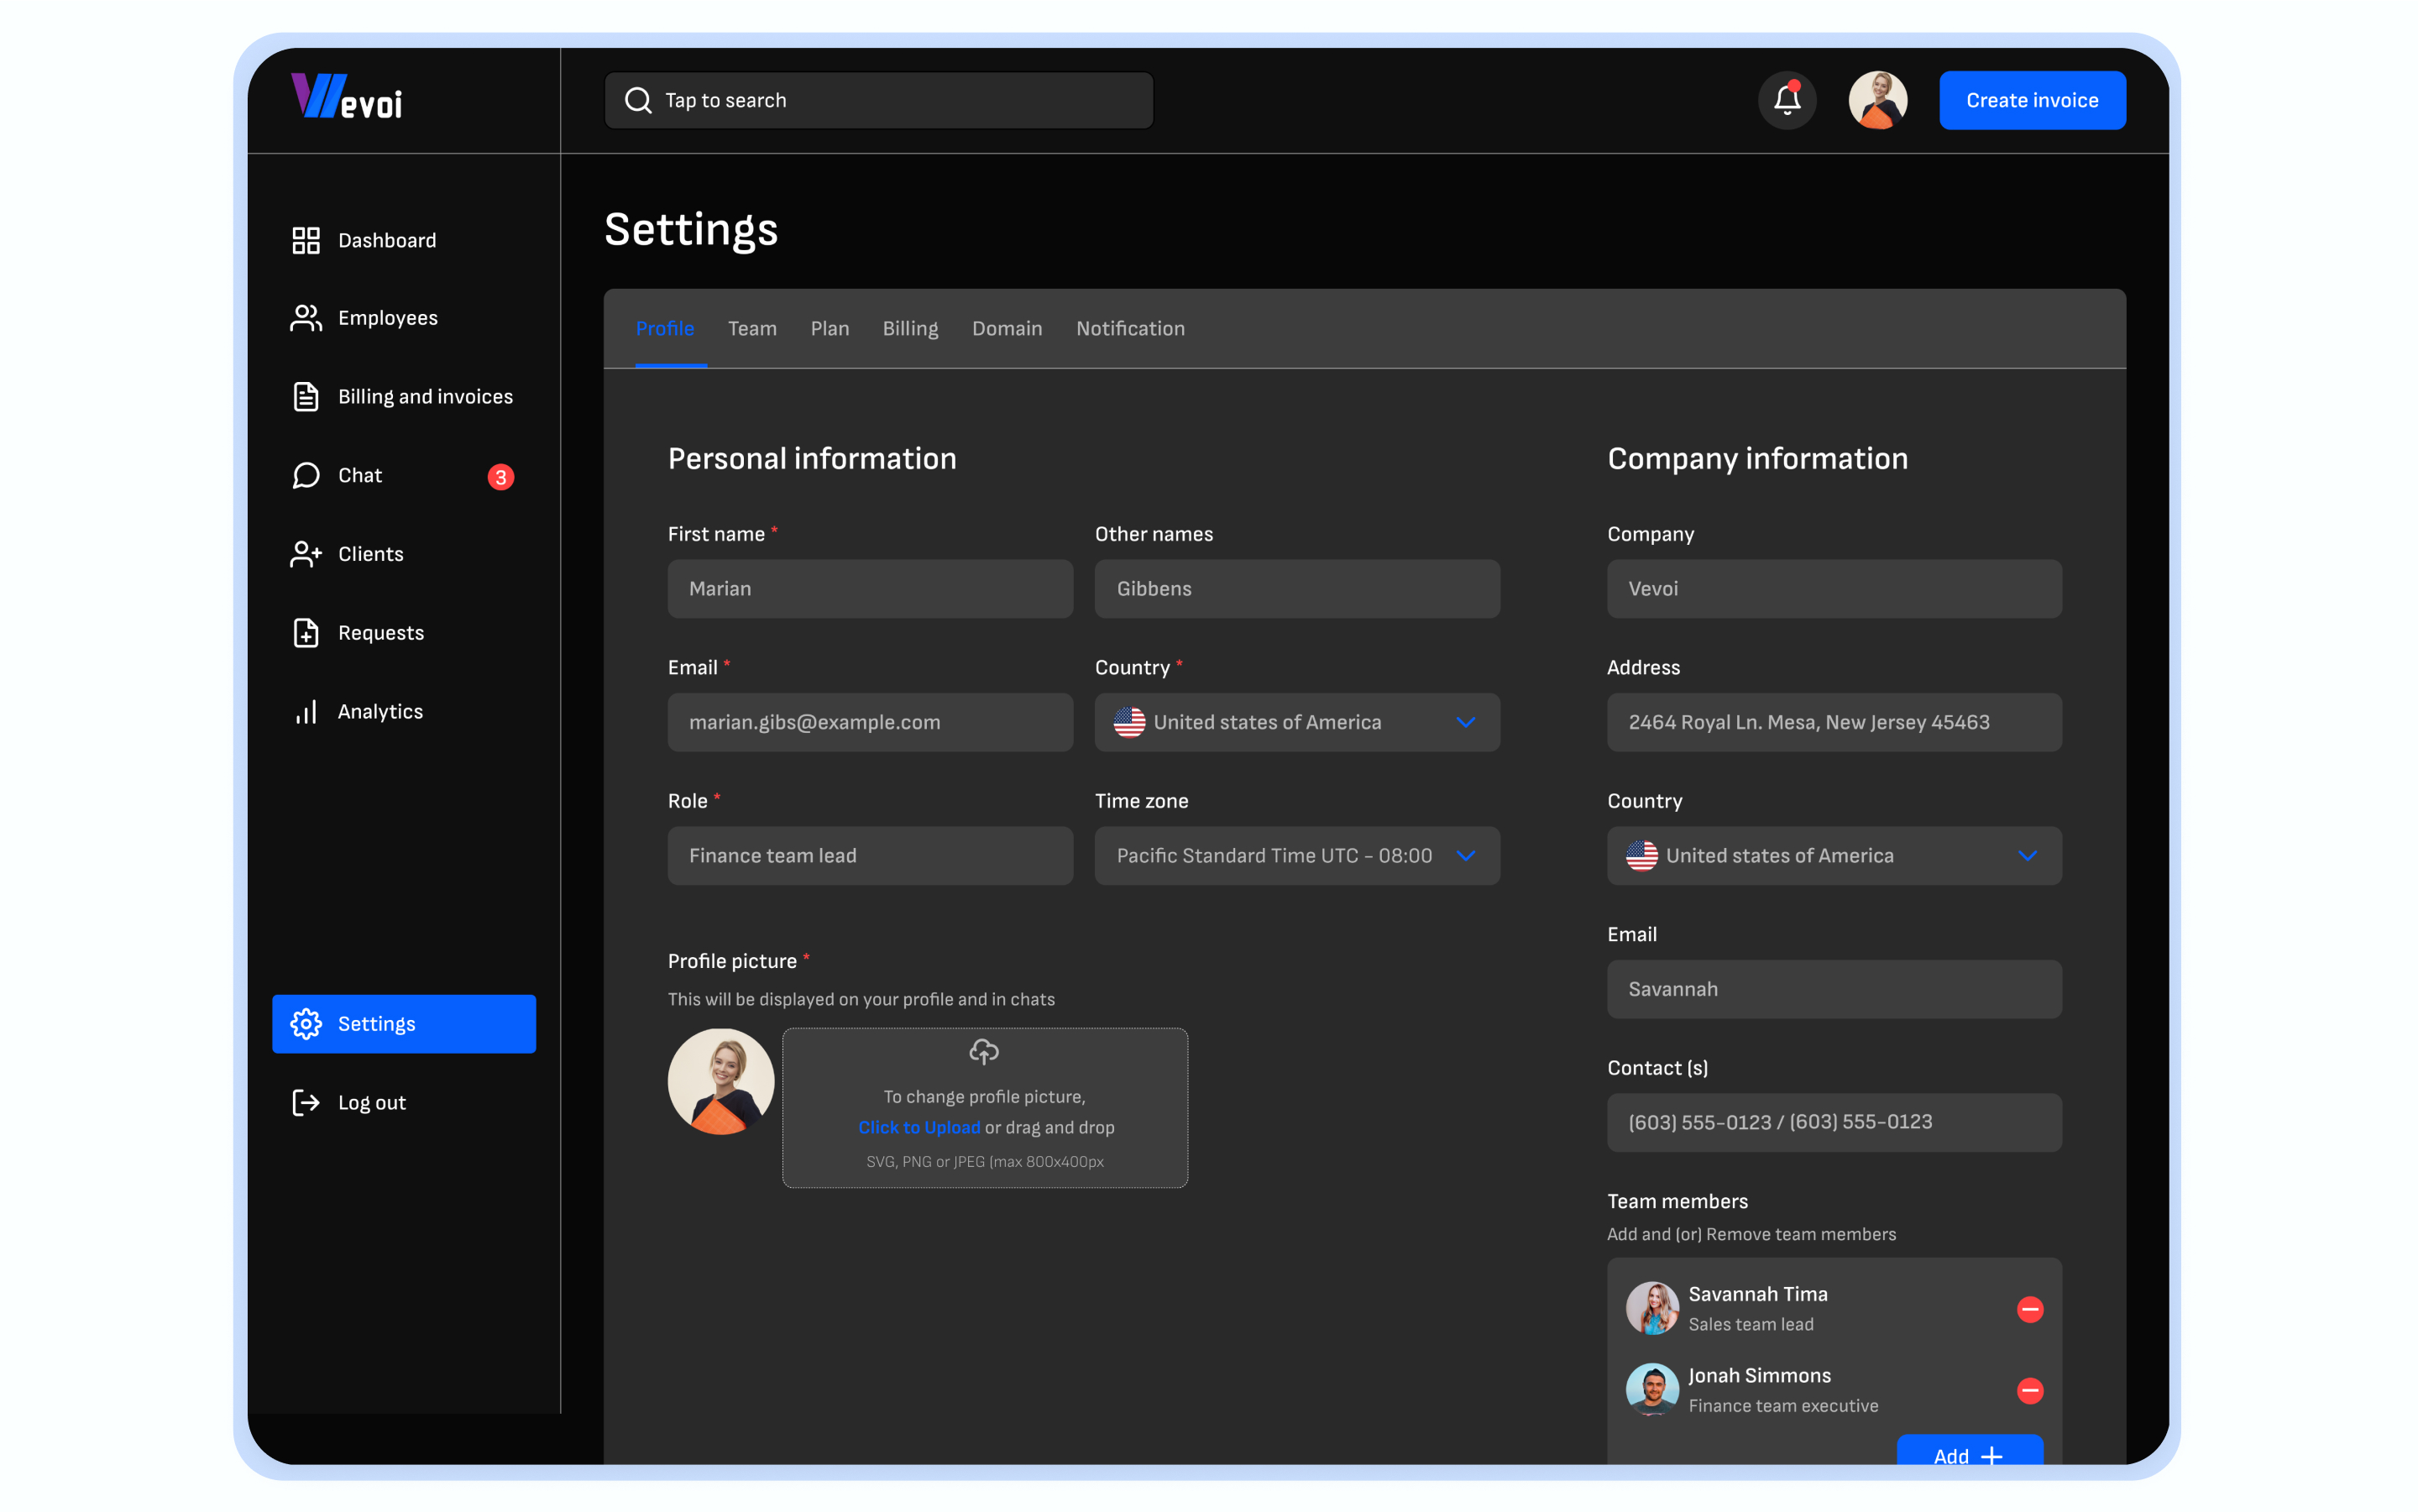 Vevoi
Tap to search
Create invoice
Dashboard
Employees
Billing and invoices
Chat
3
Clients
Requests
Analytics
Settings
Log out
Settings
Profile
Team
Plan
Billing
Domain
Notification
Personal information
First name *
Marian
Other names
Gibbens
Email *
marian.gibs@example.com
Country *
United states of America
Role *
Finance team lead
Time zone
Pacific Standard Time UTC - 08:00
Profile picture *
This will be displayed on your profile and in chats
To change profile picture,
Click to Upload or drag and drop
SVG, PNG or JPEG (max 800x400px
Company information
Company
Vevoi
Address
2464 Royal Ln. Mesa, New Jersey 45463
Country
United states of America
Email
Savannah
Contact (s)
(603) 555-0123 / (603) 555-0123
Team members
Add and (or) Remove team members
Savannah Tima
Sales team lead
Jonah Simmons
Finance team executive
Add